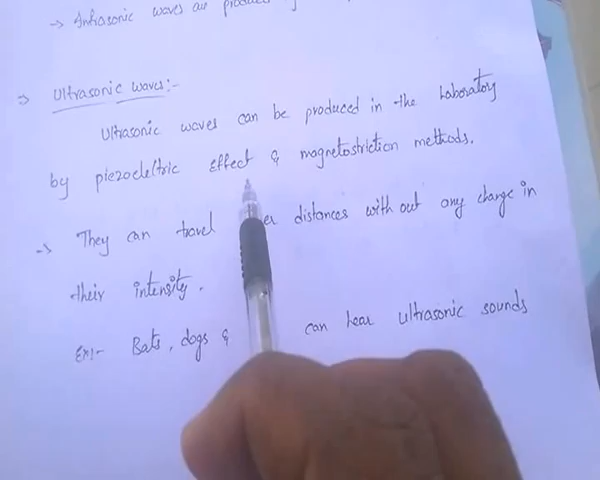 → Infrasonic waves are produced
⇒ Ultrasonic waves:-
Ultrasonic waves can be produced in the Laboratory
by piezoelctric effect & magnetostriction methods.
→ They can travel distances with out any change in
their intensity.
Ex:- Bats, dogs & can hear ultrasonic sounds